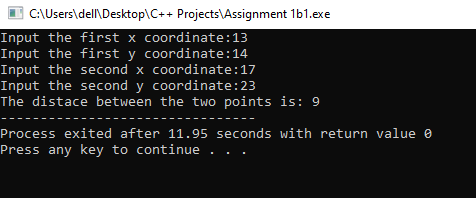 C:\Users\dell\Desktop\C++ Projects\Assignment 1b1.exe
Input the first x coordinate:13
Input the first y coordinate:14
Input the second x coordinate:17
Input the second y coordinate:23
The distace between the two points is: 9
--------------------------------
Process exited after 11.95 seconds with return value 0
Press any key to continue . . .